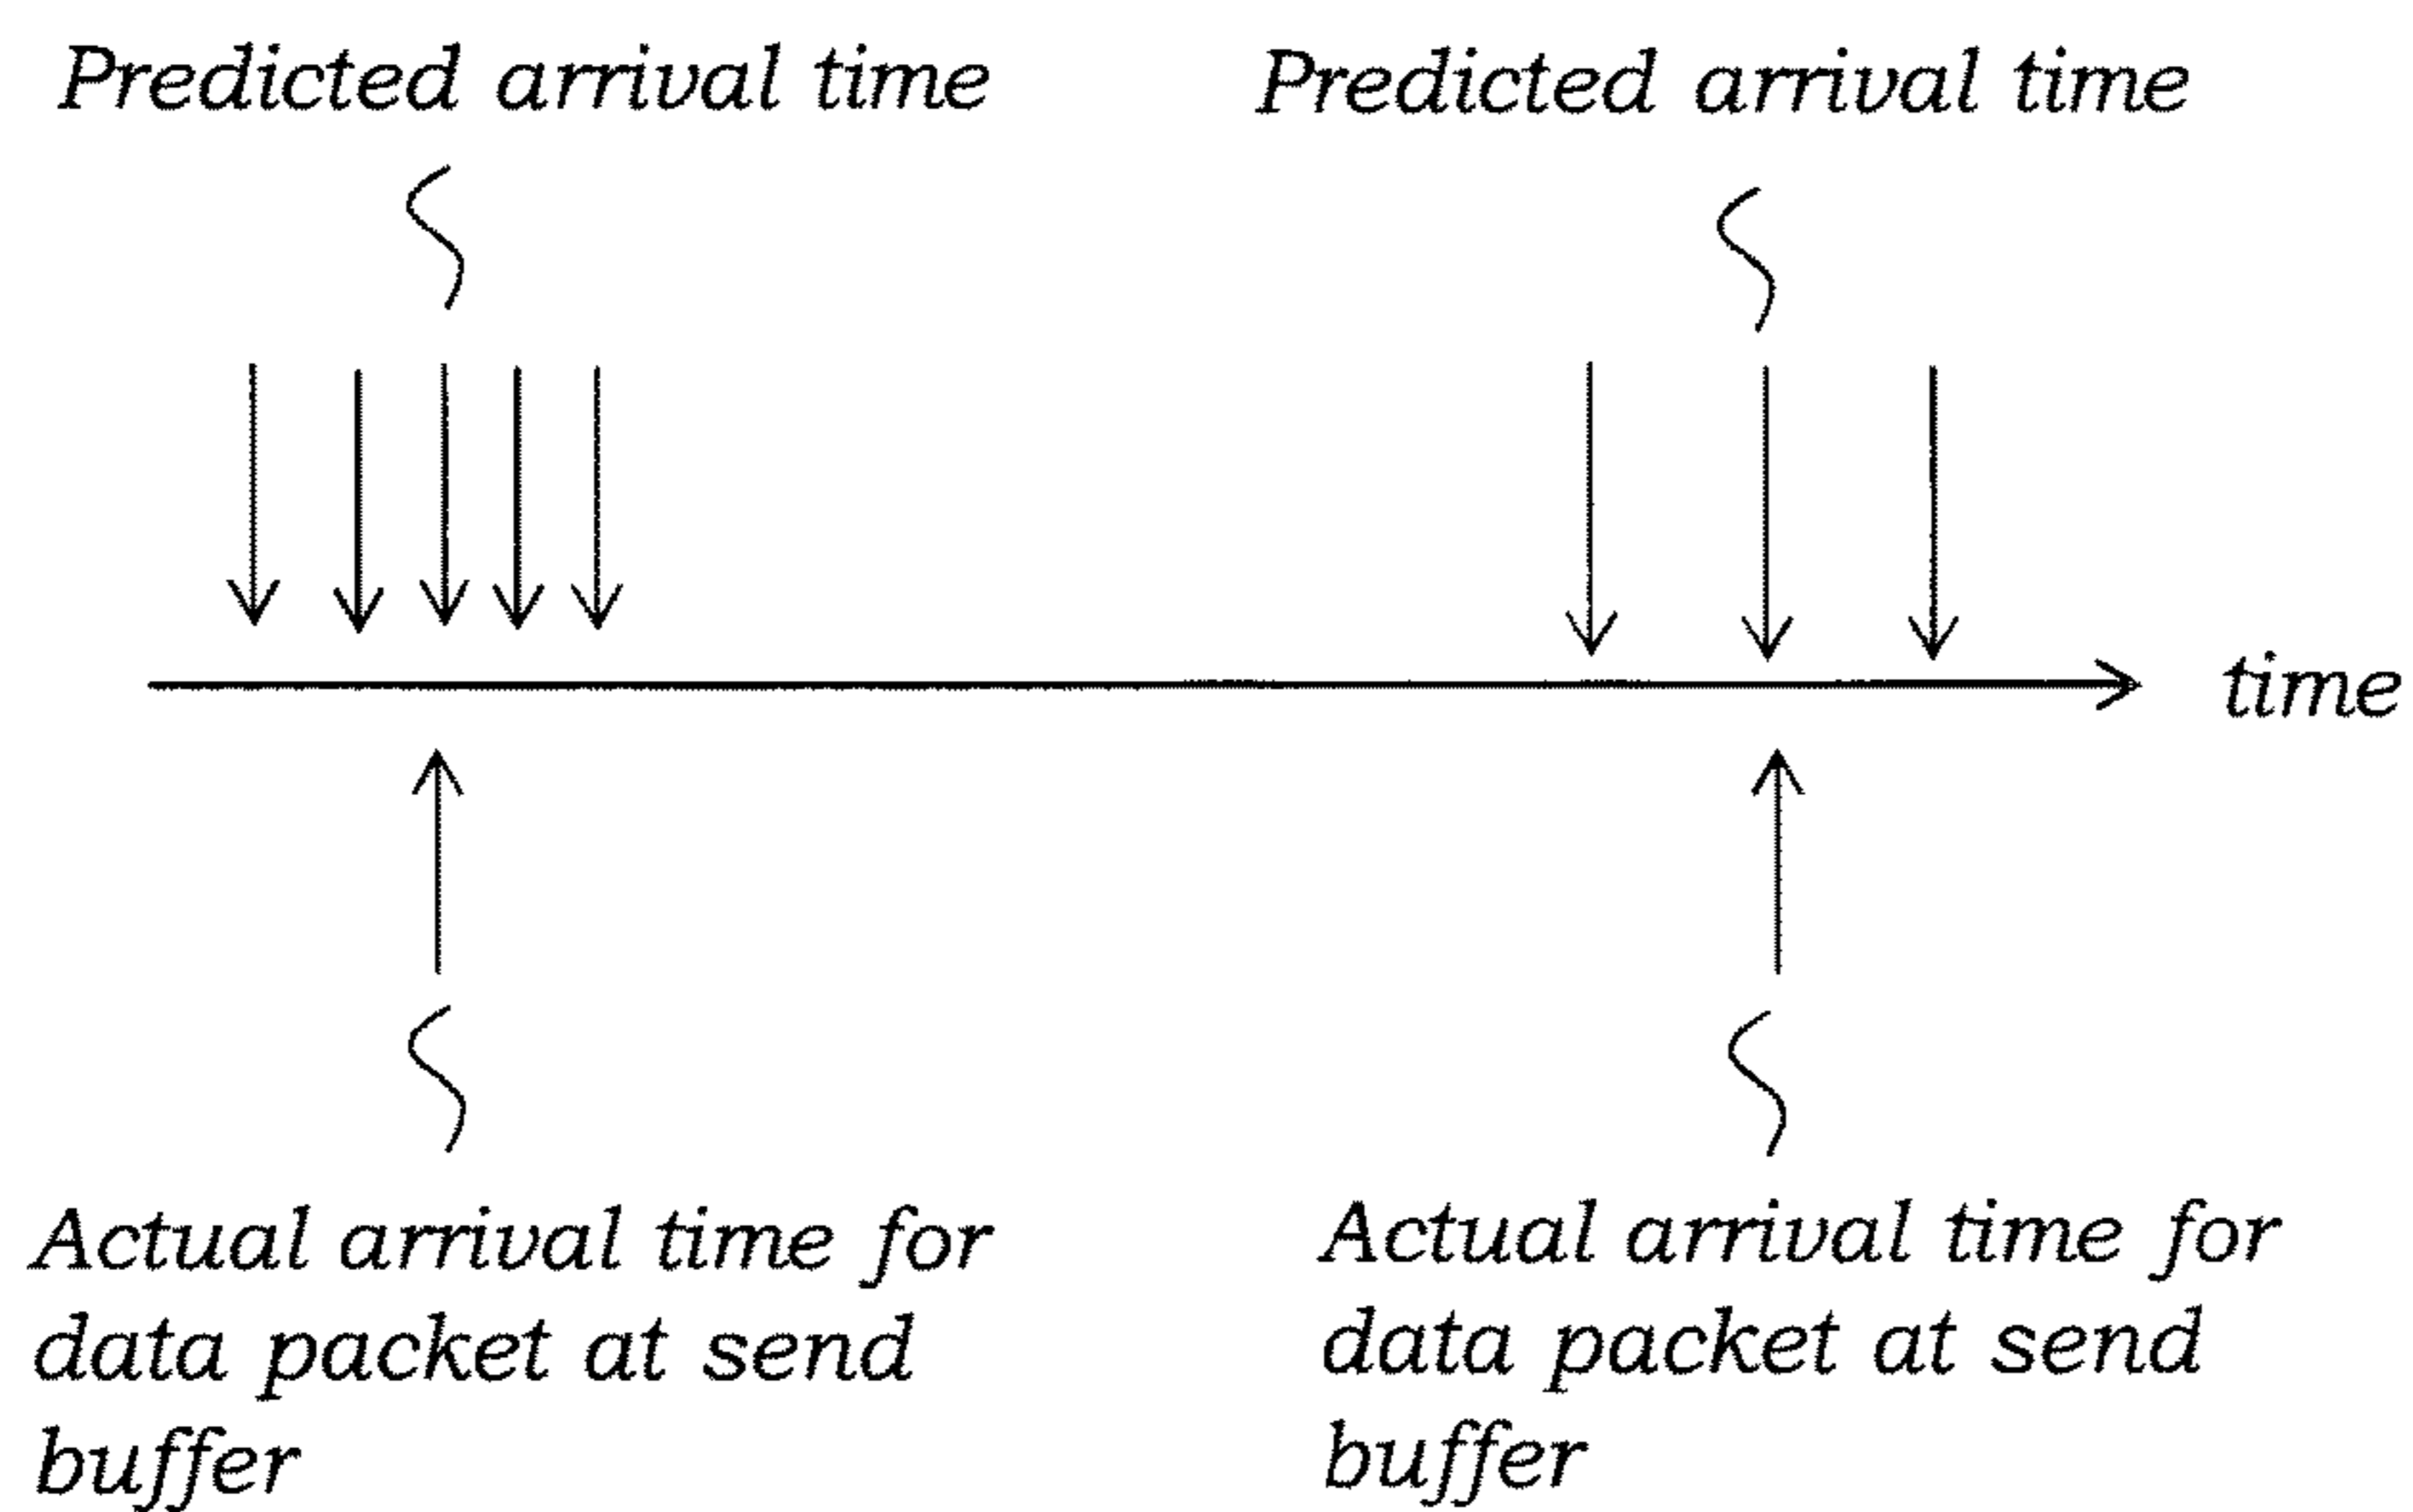 Predicted arrival time
Predicted arrival time
time
Actual arrival time for
data packet at send
buffer
Actual arrival time for
data packet at send
buffer